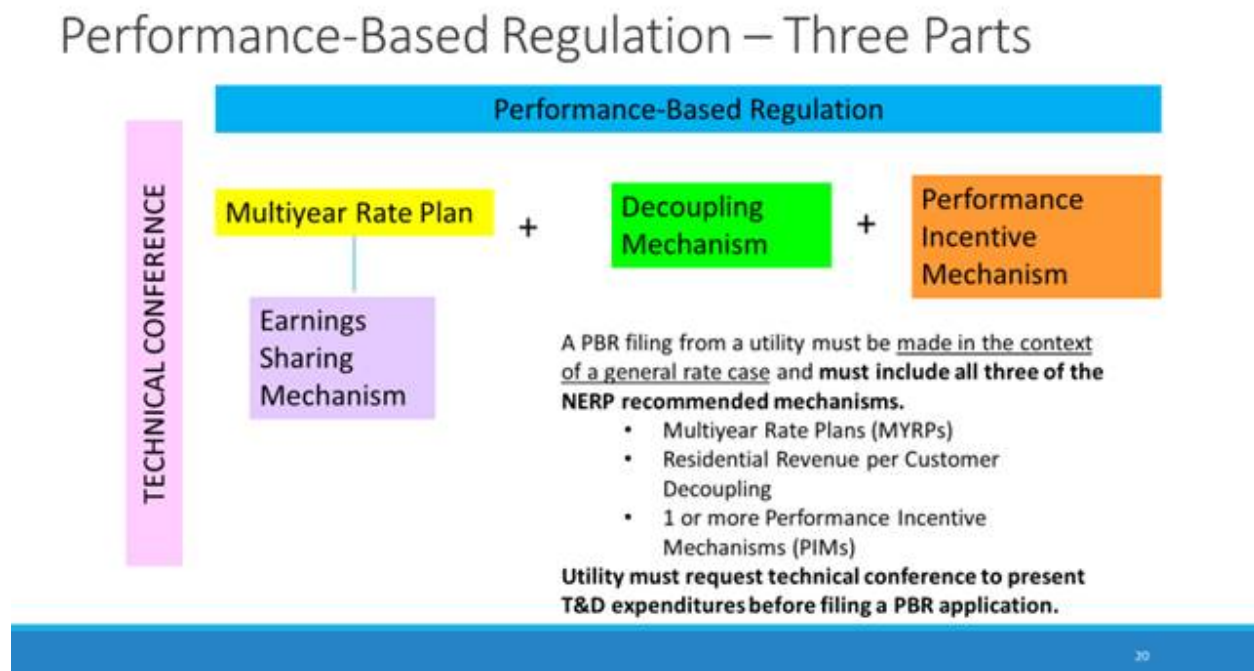 Performance-Based Regulation – Three Parts
Performance-Based Regulation
TECHNICAL CONFERENCE
Multiyear Rate Plan
+
Decoupling
Mechanism
+
Performance
Incentive
Mechanism
Earnings
Sharing
Mechanism
A PBR filing from a utility must be made in the context
of a general rate case and must include all three of the
NERP recommended mechanisms.
• Multiyear Rate Plans (MYRPs)
• Residential Revenue per Customer
Decoupling
• 1 or more Performance Incentive
Mechanisms (PIMs)
Utility must request technical conference to present
T&D expenditures before filing a PBR application.
20